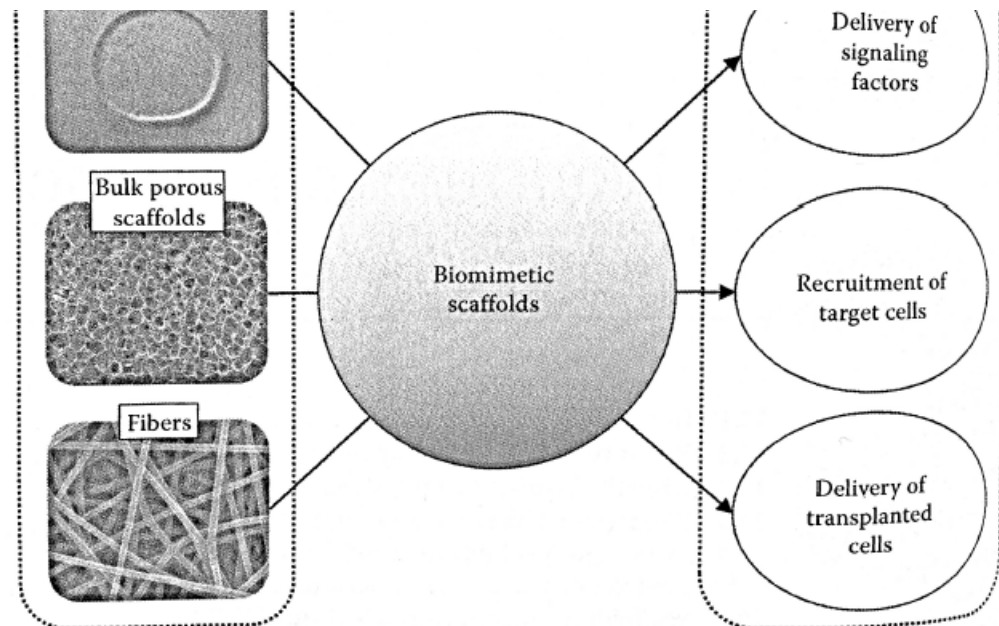 Delivery of
signaling
factors
Bulk porous
scaffolds
Biomimetic
scaffolds
Recruitment of
target cells
Fibers
Delivery of
transplanted
cells